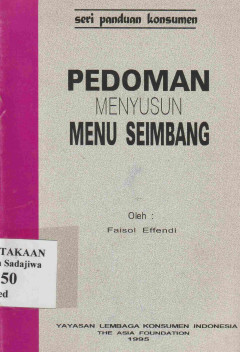 seri panduan konsumen
PEDOMAN
MENYUSUN
MENU SEIMBANG
Oleh :
Faisol Effendi
TAKAAN
Sadajiwa
50
ed
YAYASAN LEMBAGA KONSUMEN INDONESIA
THE ASIA FOUNDATION
1995